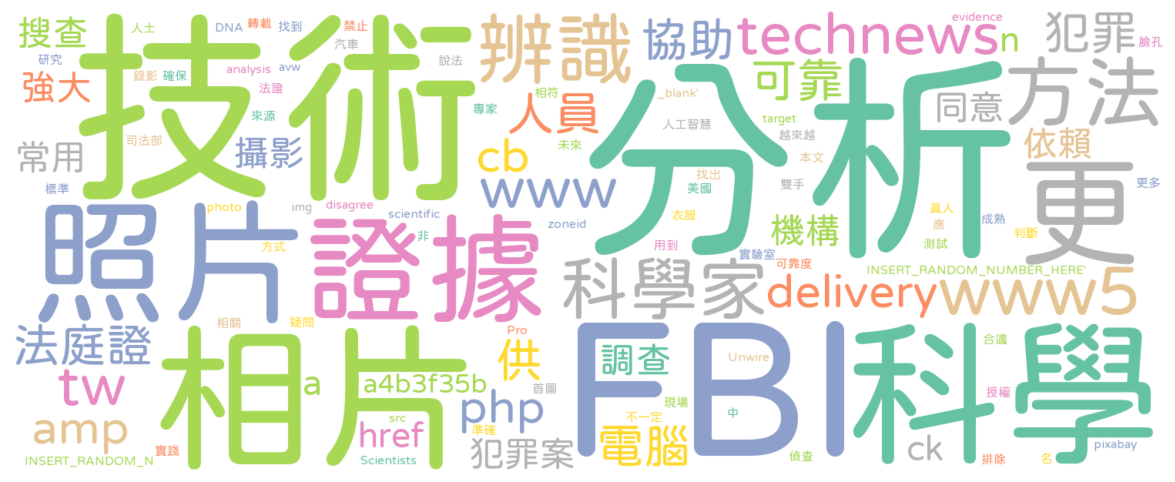 搜查
人士
DNA
轉載
找到
禁止
汽車
說法
辨識
協助
technews
evidence
n
犯罪
臉孔
研究
強大
技術
錄影
確保
analysis
avw
法證
來源
專家
相符
人員
_blank'
人工智慧
可靠
target
越來越
同意
方法
常用
司法部
攝影
未來
cb
www
分析
找出
美國
本文
雙手
依賴
標準
更
更多
照片
photo
img
disagree
scientific
zoneid
衣服
機構
眞人
應
成熟
測試
判斷
方式
非
證據
用到
實驗室
可靠度
科學家
INSERT_RANDOM_NUMBER_HERE'
delivery
www5
法庭證
相關
疑問
Pro
供
調查
Unwire
FBI
科學
合適
tw
相片
a
a4b3f35b
首圖
php
現場
授權
amp
src
href
準確
不一定
中
實踐
INSERT_RANDOM_N
Scientists
犯罪案
電腦
偵查
ck
排除
名
pixabay